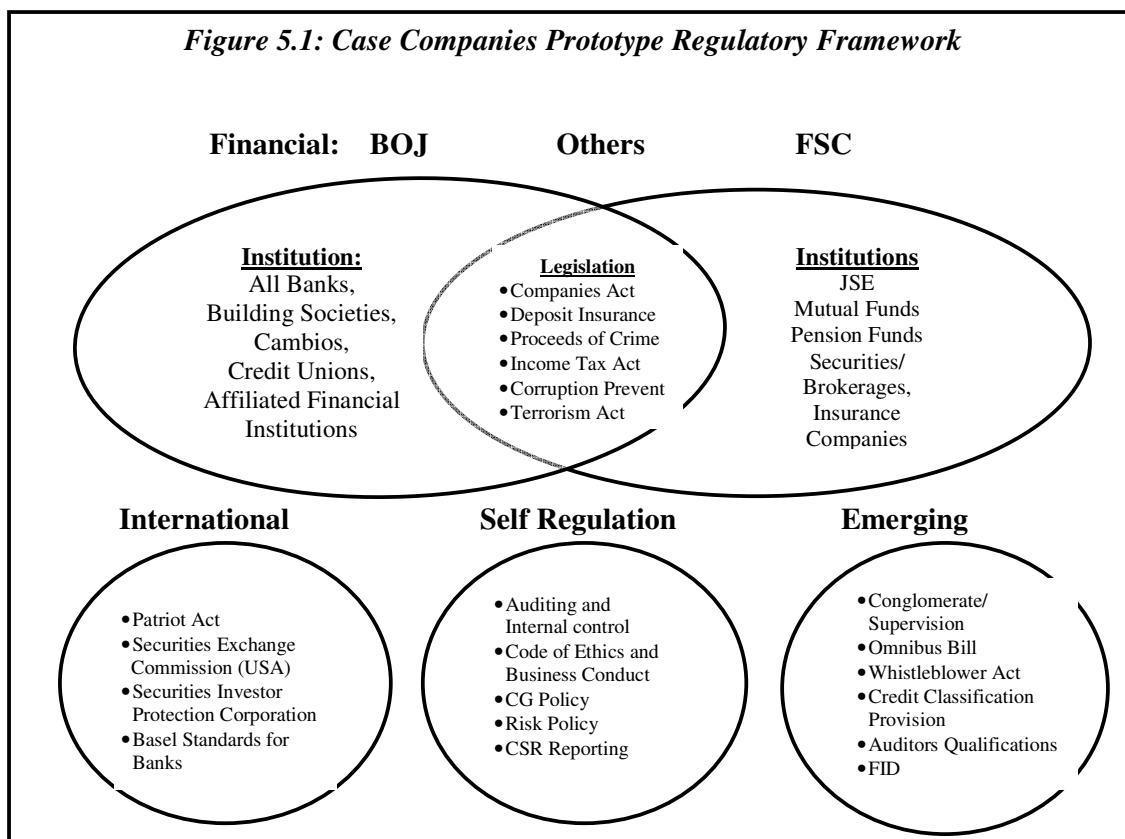 Figure 5.1: Case Companies Prototype Regulatory Framework
Financial: BOJ Others FSC
Institution:
All Banks,
Building Societies,
Cambios,
Credit Unions,
Affiliated Financial
Institutions
Legislation
•Companies Act
•Deposit Insurance
•Proceeds of Crime
•Income Tax Act
•Corruption Prevent
•Terrorism Act
Institutions
JSE
Mutual Funds
Pension Funds
Securities/
Brokerages,
Insurance
Companies
International
•Patriot Act
•Securities Exchange
Commission (USA)
•Securities Investor
Protection Corporation
•Basel Standards for
Banks
Self Regulation
•Auditing and
Internal control
•Code of Ethics and
Business Conduct
•CG Policy
•Risk Policy
•CSR Reporting
Emerging
•Conglomerate/
Supervision
•Omnibus Bill
•Whistleblower Act
•Credit Classification
Provision
•Auditors Qualifications
•FID